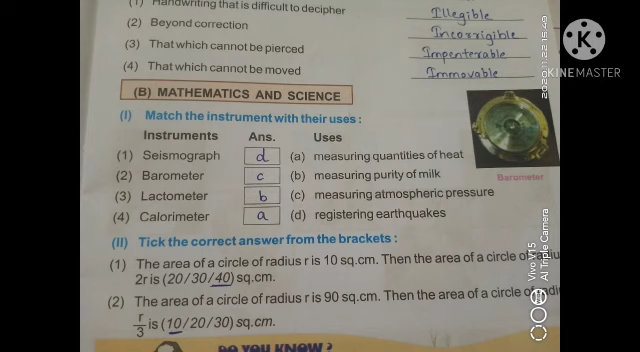 (1) Handwriting that is difficult to decipher Illegible
(2) Beyond correction Incorrigible
(3) That which cannot be pierced Impenterable
(4) That which cannot be moved Immovable
(B) MATHEMATICS AND SCIENCE
(I) Match the instrument with their uses :
Instruments Ans. Uses
(1) Seismograph d (a) measuring quantities of heat
(2) Barometer c (b) measuring purity of milk
(3) Lactometer b (c) measuring atmospheric pressure
(4) Calorimeter a (d) registering earthquakes
Barometer
(II) Tick the correct answer from the brackets :
(1) The area of a circle of radius r is 10 sq.cm. Then the area of a circle of
2r is (20/30/40) sq.cm.
(2) The area of a circle of radius r is 90 sq.cm. Then the area of a circle of
r/3 is (10/20/30) sq.cm.
DO YOU KNOW ?
2020.11.22 15:49
KINEMASTER
Vivo V15
AI Triple Camera